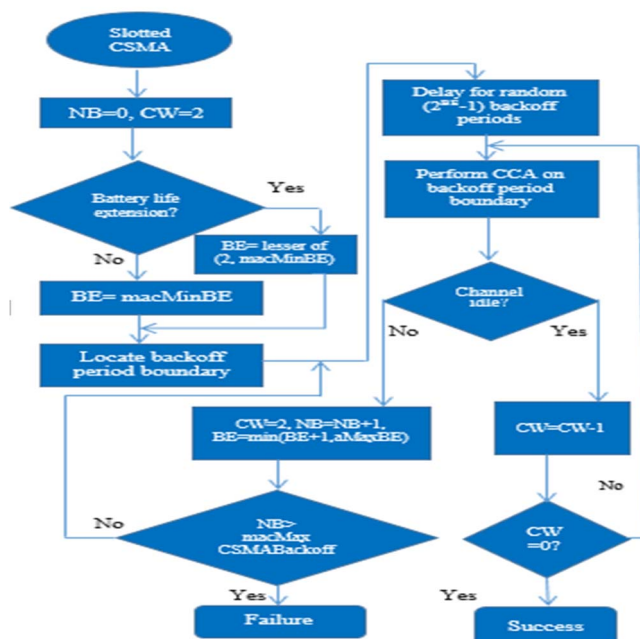 Slotted
CSMA
NB=0, CW=2
Battery life
extension?
Yes
No
BE= lesser of
(2, macMinBE)
BE= macMinBE
Locate backoff
period boundary
Delay for random
(2^BE-1) backoff
periods
Perform CCA on
backoff period
boundary
Channel
idle?
No
Yes
CW=2, NB=NB+1,
BE=min(BE+1,aMaxBE)
CW=CW-1
No
NB>
macMax
CSMABackoff
No
CW
=0?
Yes
Failure
Yes
Success